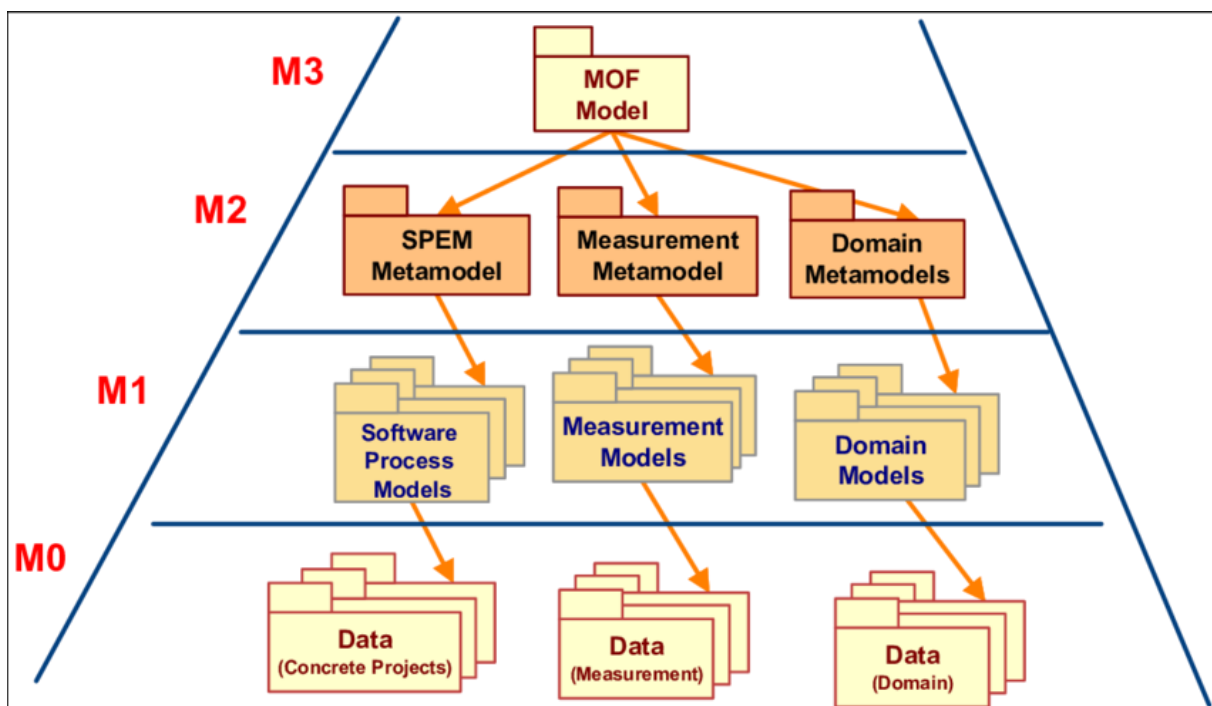 M3
MOF
Model
M2
SPEM
Metamodel
Measurement
Metamodel
Domain
Metamodels
M1
Software
Process
Models
Measurement
Models
Domain
Models
M0
Data
(Concrete Projects)
Data
(Measurement)
Data
(Domain)